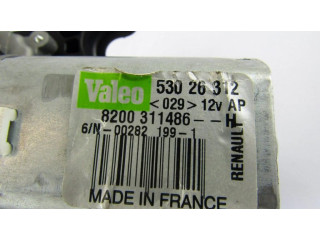 Valeo 530 26 312
<029> 12v AP
8200 311486--H
6/N-00282 199-1
RENAULT
MADE IN FRANCE